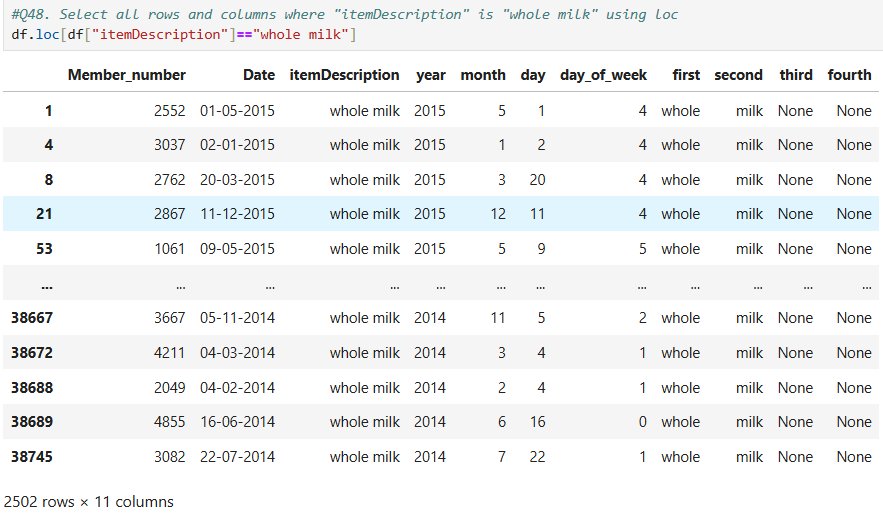 #Q48. Select all rows and columns where "itemDescription" is "whole milk" using loc
df.loc[df["itemDescription"]=="whole milk"]
Member_number Date itemDescription year month day day_of_week first second third fourth
1 2552 01-05-2015 whole milk 2015 5 1 4 whole milk None None
4 3037 02-01-2015 whole milk 2015 1 2 4 whole milk None None
8 2762 20-03-2015 whole milk 2015 3 20 4 whole milk None None
21 2867 11-12-2015 whole milk 2015 12 11 4 whole milk None None
53 1061 09-05-2015 whole milk 2015 5 9 5 whole milk None None
... ... ... ... ... ... ... ... ... ... ... ...
38667 3667 05-11-2014 whole milk 2014 11 5 2 whole milk None None
38672 4211 04-03-2014 whole milk 2014 3 4 1 whole milk None None
38688 2049 04-02-2014 whole milk 2014 2 4 1 whole milk None None
38689 4855 16-06-2014 whole milk 2014 6 16 0 whole milk None None
38745 3082 22-07-2014 whole milk 2014 7 22 1 whole milk None None
2502 rows × 11 columns